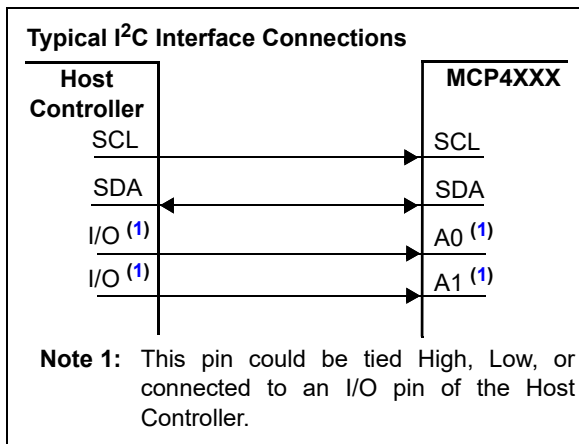 Typical I²C Interface Connections
Host
Controller
MCP4XXX
SCL
SCL
SDA
SDA
I/O (1)
A0 (1)
I/O (1)
A1 (1)
Note 1: This pin could be tied High, Low, or
connected to an I/O pin of the Host
Controller.